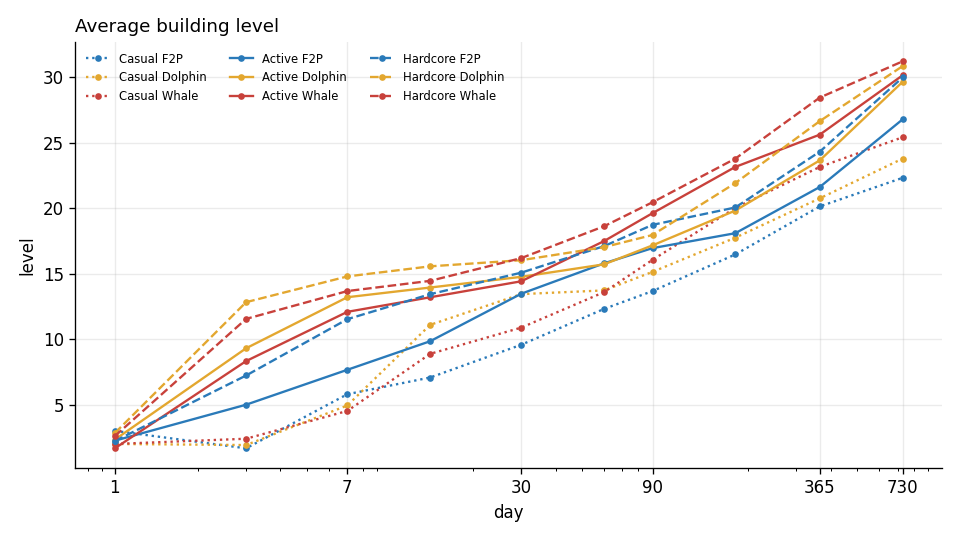 Average building level
Casual F2P Active F2P Hardcore F2P
Casual Dolphin Active Dolphin Hardcore Dolphin
Casual Whale Active Whale Hardcore Whale
30
25
20
15
10
5
level
1 7 30 90 365 730
day